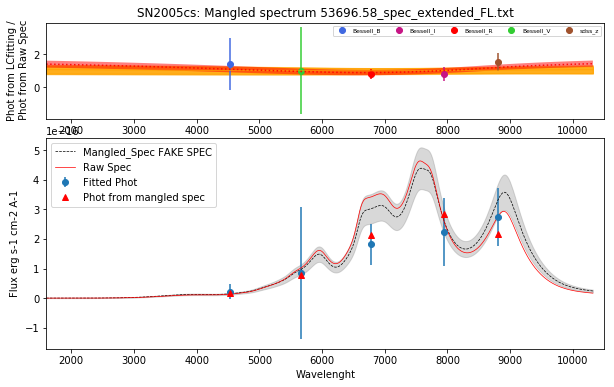 SN2005cs: Mangled spectrum 53696.58_spec_extended_FL.txt
Phot from LCfitting /
Phot from Raw Spec
2
0
Bessell_B
Bessell_I
Bessell_R
Bessell_V
sdss_z
2000 3000 4000 5000 6000 7000 8000 9000 10000
1e−16
Flux erg s-1 cm-2 A-1
5
4
3
2
1
0
−1
Mangled_Spec FAKE SPEC
Raw Spec
Fitted Phot
Phot from mangled spec
2000 3000 4000 5000 6000 7000 8000 9000 10000
Wavelenght